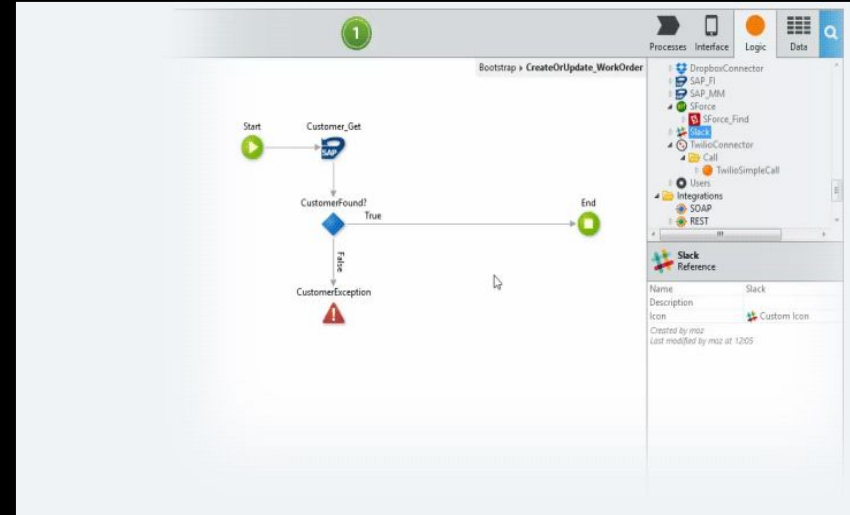 1
Processes Interface Logic Data
Bootstrap › CreateOrUpdate_WorkOrder
DropboxConnector
SAP_FI
SAP_MM
SForce
SForce_Find
Slack
TwilioConnector
Call
TwilioSimpleCall
Users
Integrations
SOAP
REST
Start
Customer_Get
SAP
CustomerFound?
True
End
False
CustomerException
Slack
Reference
Name Slack
Description
Icon Custom Icon
Created by moz
Last modified by moz at 12:05